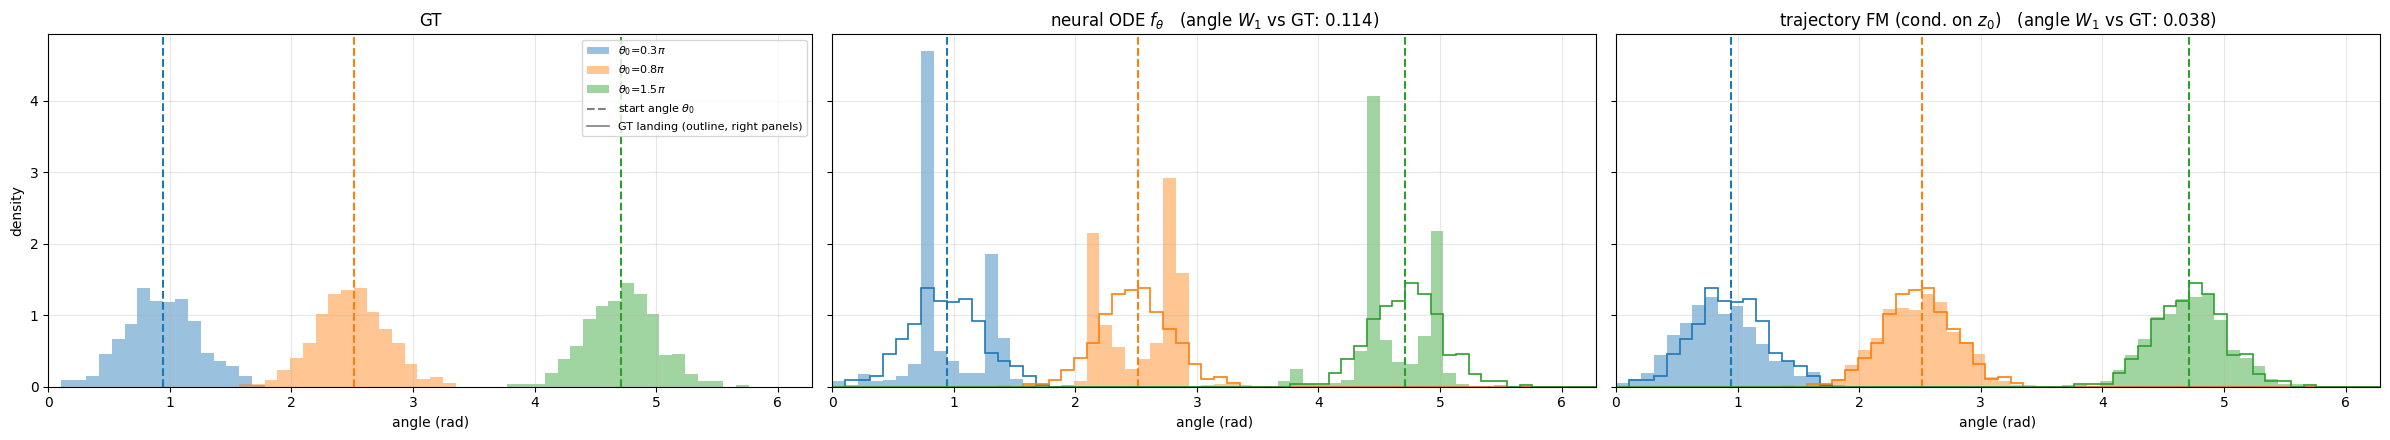 GT
θ₀=0.3π
θ₀=0.8π
θ₀=1.5π
start angle θ₀
GT landing (outline, right panels)
density
0
1
2
3
4
0 1 2 3 4 5 6
angle (rad)
neural ODE f_θ (angle W₁ vs GT: 0.114)
0 1 2 3 4 5 6
angle (rad)
trajectory FM (cond. on z₀) (angle W₁ vs GT: 0.038)
0 1 2 3 4 5 6
angle (rad)